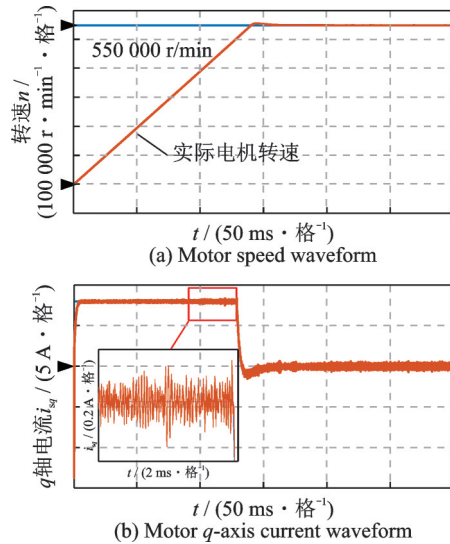 550 000 r/min
转速n /
(100 000 r·min⁻¹·格⁻¹)
实际电机转速
t / (50 ms·格⁻¹)
(a) Motor speed waveform
q轴电流i_sq / (5 A·格⁻¹)
i_sq / (0.2 A·格⁻¹)
t / (2 ms·格⁻¹)
t / (50 ms·格⁻¹)
(b) Motor q-axis current waveform